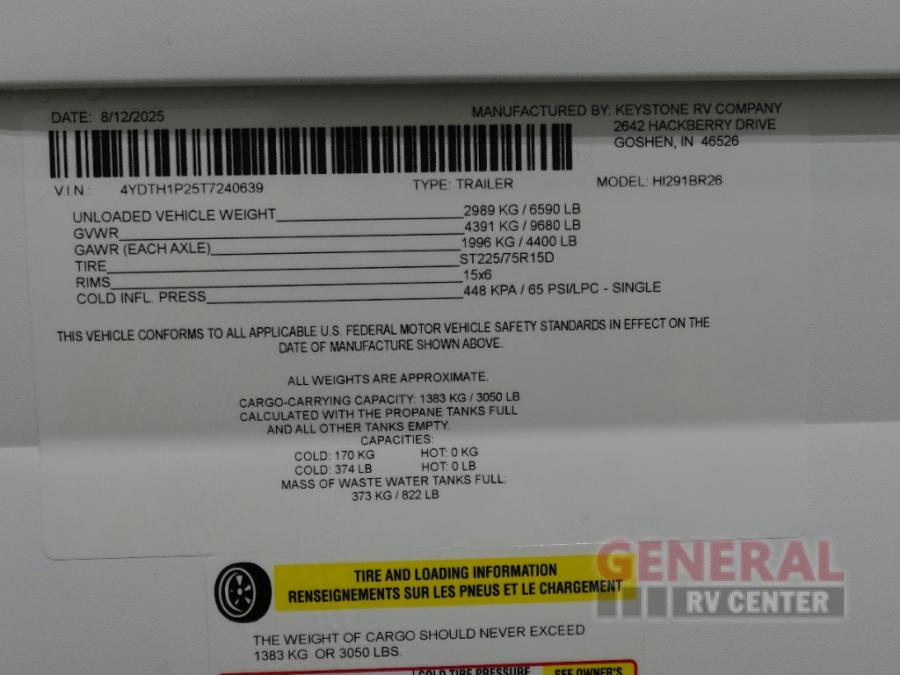 DATE: 8/12/2025
MANUFACTURED BY: KEYSTONE RV COMPANY
2642 HACKBERRY DRIVE
GOSHEN, IN 46526
V.I.N.: 4YDTH1P25T7240639 TYPE: TRAILER MODEL: HI291BR26
UNLOADED VEHICLE WEIGHT 2989 KG / 6590 LB
GVWR 4391 KG / 9680 LB
GAWR (EACH AXLE) 1996 KG / 4400 LB
TIRE ST225/75R15D
RIMS 15x6
COLD INFL. PRESS 448 KPA / 65 PSI/LPC - SINGLE
THIS VEHICLE CONFORMS TO ALL APPLICABLE U.S. FEDERAL MOTOR VEHICLE SAFETY STANDARDS IN EFFECT ON THE
DATE OF MANUFACTURE SHOWN ABOVE.
ALL WEIGHTS ARE APPROXIMATE.
CARGO-CARRYING CAPACITY: 1383 KG / 3050 LB
CALCULATED WITH THE PROPANE TANKS FULL
AND ALL OTHER TANKS EMPTY.
CAPACITIES:
COLD: 170 KG HOT: 0 KG
COLD: 374 LB HOT: 0 LB
MASS OF WASTE WATER TANKS FULL:
373 KG / 822 LB
TIRE AND LOADING INFORMATION
RENSEIGNEMENTS SUR LES PNEUS ET LE CHARGEMENT
GENERAL
RV CENTER
THE WEIGHT OF CARGO SHOULD NEVER EXCEED
1383 KG OR 3050 LBS.
COLD TIRE PRESSURE SEE OWNER'S